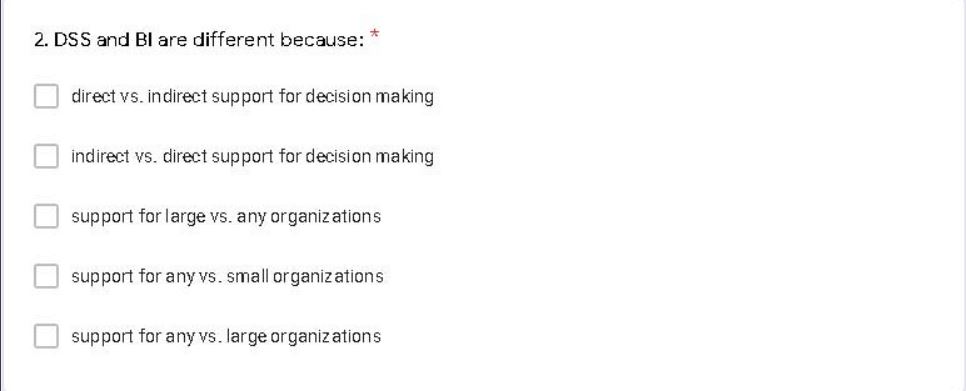 2. DSS and BI are different because: *
direct vs. indirect support for decision making
indirect vs. direct support for decision making
support for large vs. any organizations
support for any vs. small organizations
support for any vs. large organizations